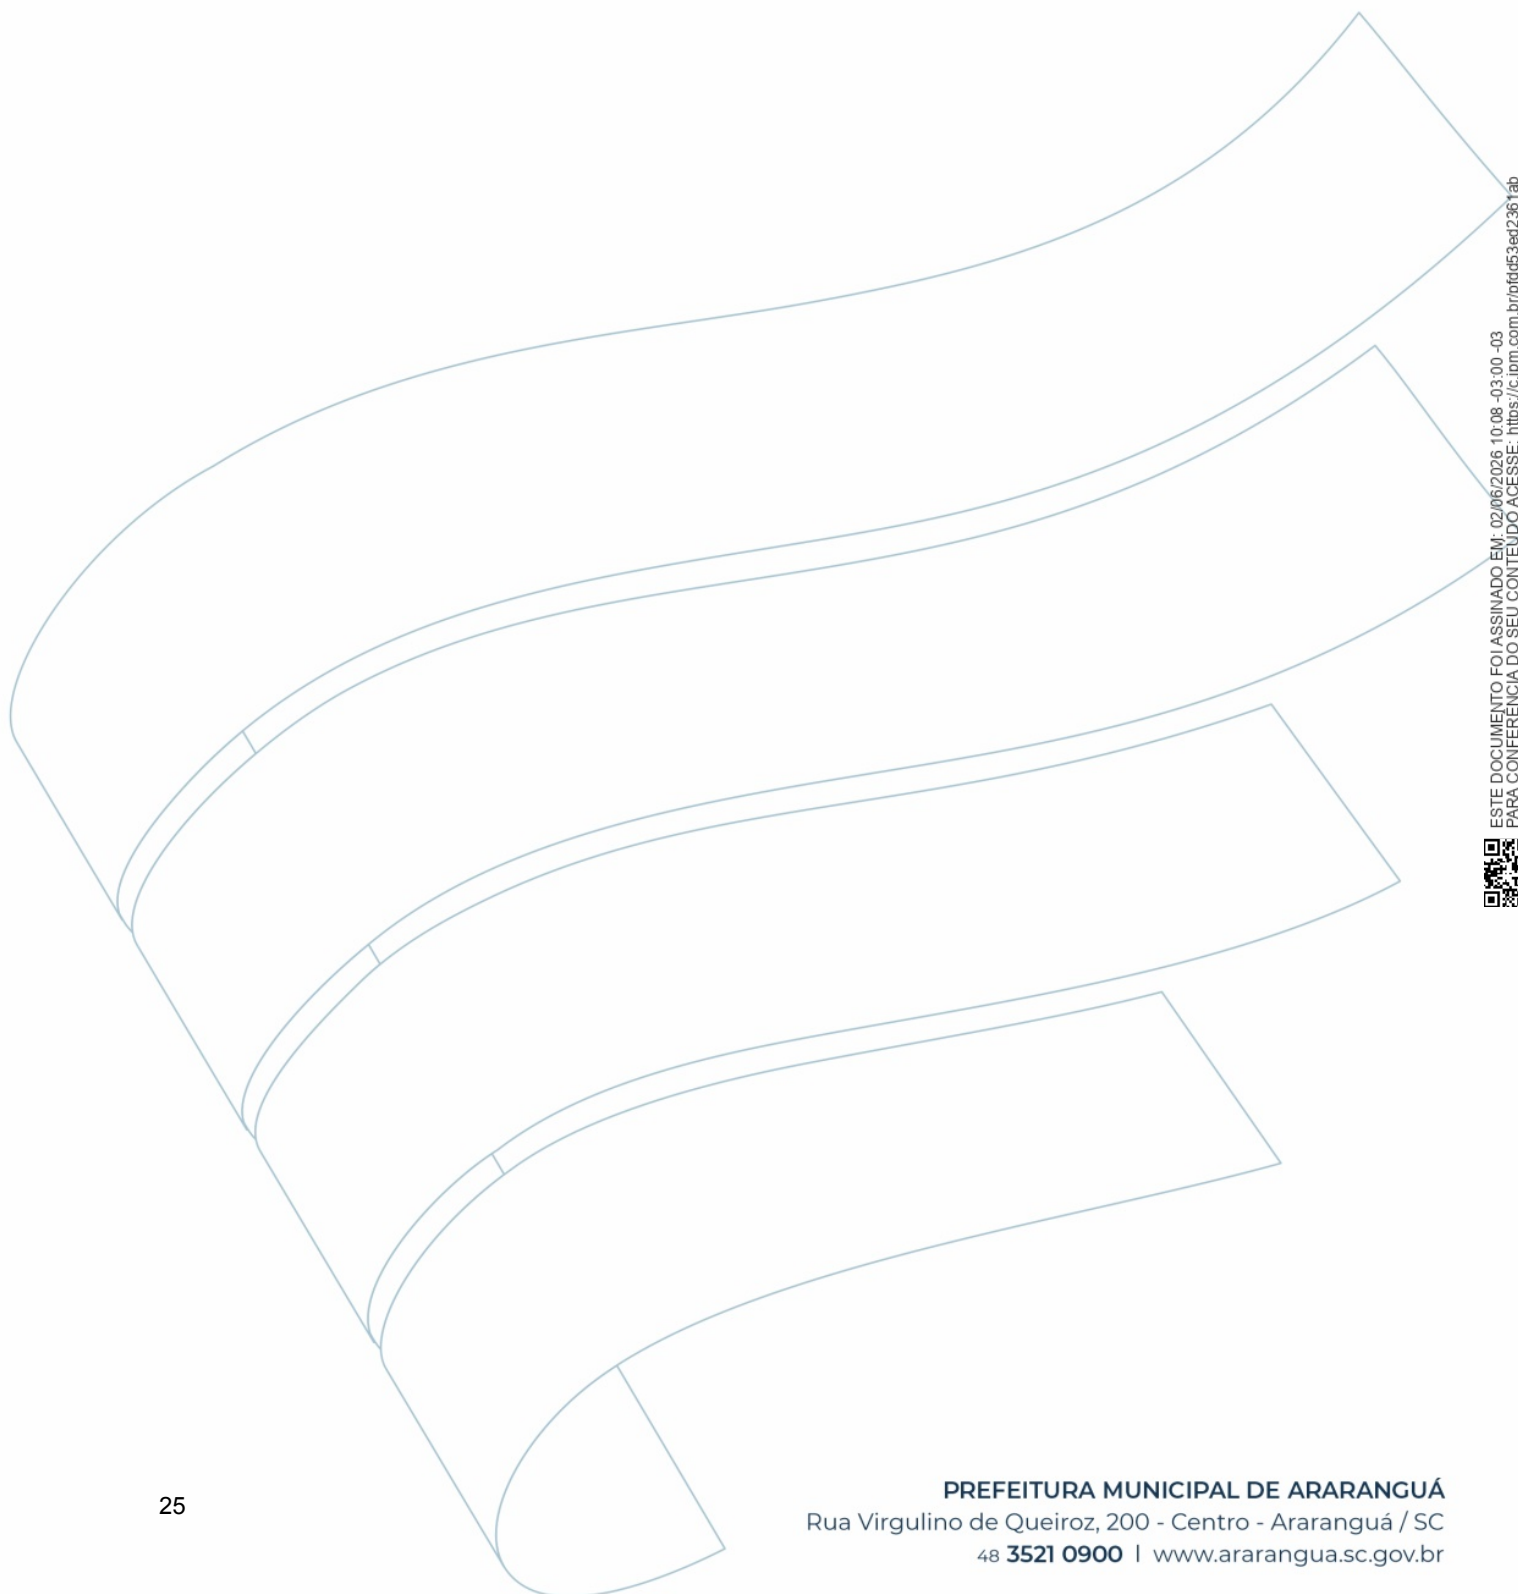 ESTE DOCUMENTO FOI ASSINADO EM: 02/06/2026 10:08 -03:00 -03
PARA CONFERÊNCIA DO SEU CONTEÚDO ACESSE: https://c.ipm.com.br/pfdd53ed2361ab
25
PREFEITURA MUNICIPAL DE ARARANGUÁ
Rua Virgulino de Queiroz, 200 - Centro - Araranguá / SC
48 3521 0900 | www.ararangua.sc.gov.br